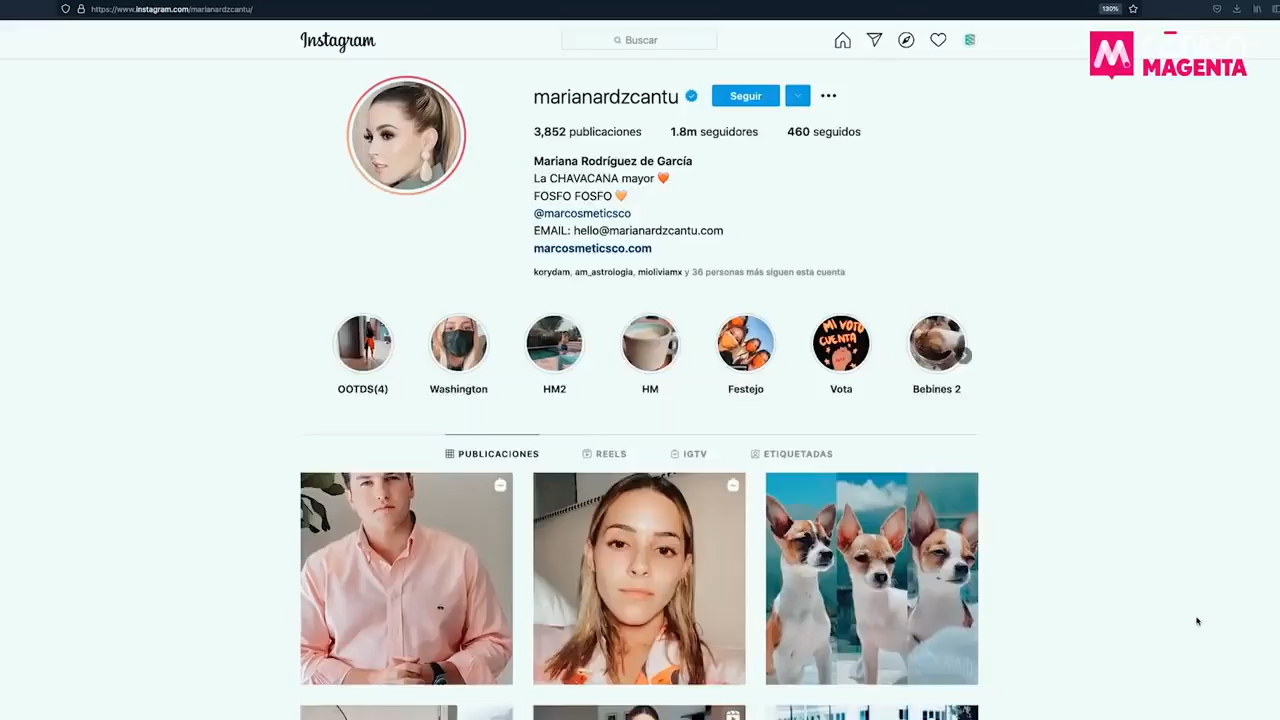 https://www.instagram.com/marianardzcantu/
130%
Instagram
Buscar
MAGENTA
marianardzcantu
Seguir
3,852 publicaciones 1.8m seguidores 460 seguidos
Mariana Rodríguez de García
La CHAVACANA mayor 🧡
FOSFO FOSFO 🧡
@marcosmeticsco
EMAIL: hello@marianardzcantu.com
marcosmeticsco.com
korydam, am_astrologia, mioliviamx y 36 personas más siguen esta cuenta
MI VOTO
CUENTA
OOTDS(4) Washington HM2 HM Festejo Vota Bebines 2
PUBLICACIONES REELS IGTV ETIQUETADAS